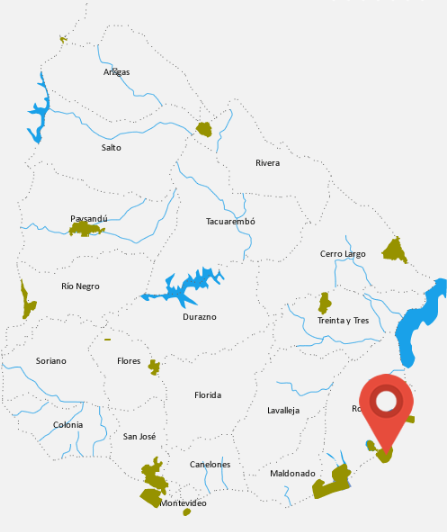 Salto
Rivera
Paysandú
Tacuarembó
Cerro Largo
Río Negro
Durazno
Treinta y Tres
Soriano
Flores
Florida
Lavalleja
Colonia
San José
Canelones
Maldonado
Montevideo